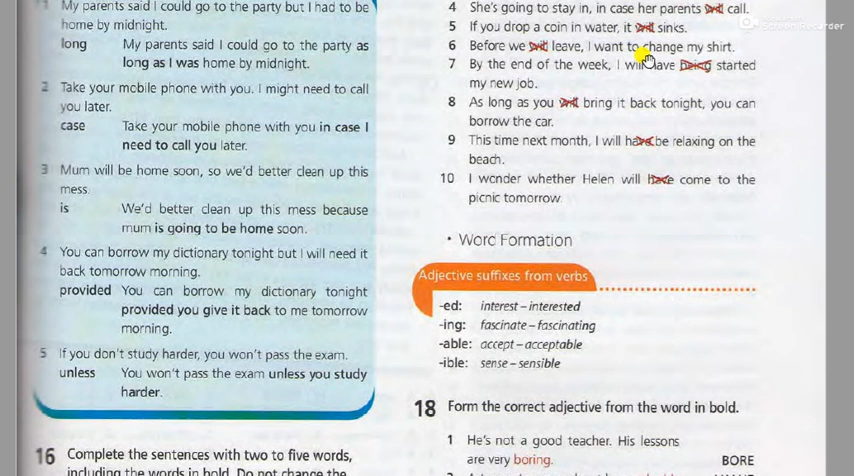 1 My parents said I could go to the party but I had to be
home by midnight.
long My parents said I could go to the party as
long as I was home by midnight.
2 Take your mobile phone with you. I might need to call
you later.
case Take your mobile phone with you in case I
need to call you later.
3 Mum will be home soon, so we'd better clean up this
mess.
is We'd better clean up this mess because
mum is going to be home soon.
4 You can borrow my dictionary tonight but I will need it
back tomorrow morning.
provided You can borrow my dictionary tonight
provided you give it back to me tomorrow
morning.
5 If you don't study harder, you won't pass the exam.
unless You won't pass the exam unless you study
harder.
16 Complete the sentences with two to five words,
including the words in bold. Do not change the
4 She's going to stay in, in case her parents will call.
5 If you drop a coin in water, it will sinks.
6 Before we will leave, I want to change my shirt.
7 By the end of the week, I will have being started
my new job.
8 As long as you will bring it back tonight, you can
borrow the car.
9 This time next month, I will have be relaxing on the
beach.
10 I wonder whether Helen will have come to the
picnic tomorrow.
• Word Formation
Adjective suffixes from verbs
-ed: interest – interested
-ing: fascinate – fascinating
-able: accept – acceptable
-ible: sense – sensible
18 Form the correct adjective from the word in bold.
1 He's not a good teacher. His lessons
are very boring. BORE
Screen Recorder